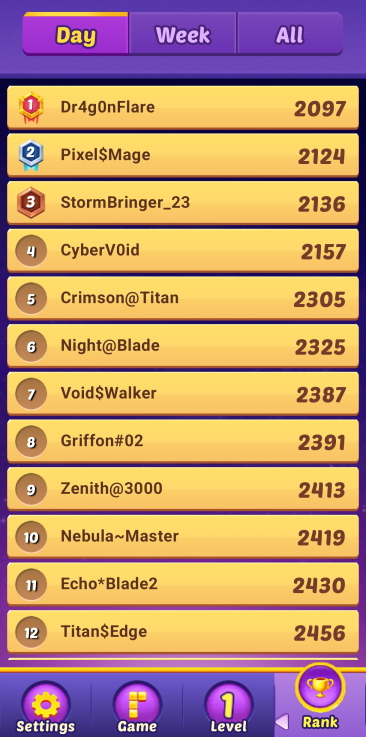 Day Week All
1 Dr4g0nFlare 2097
2 Pixel$Mage 2124
3 StormBringer_23 2136
4 CyberV0id 2157
5 Crimson@Titan 2305
6 Night@Blade 2325
7 Void$Walker 2387
8 Griffon#02 2391
9 Zenith@3000 2413
10 Nebula~Master 2419
11 Echo*Blade2 2430
12 Titan$Edge 2456
1
Settings Game Level Rank